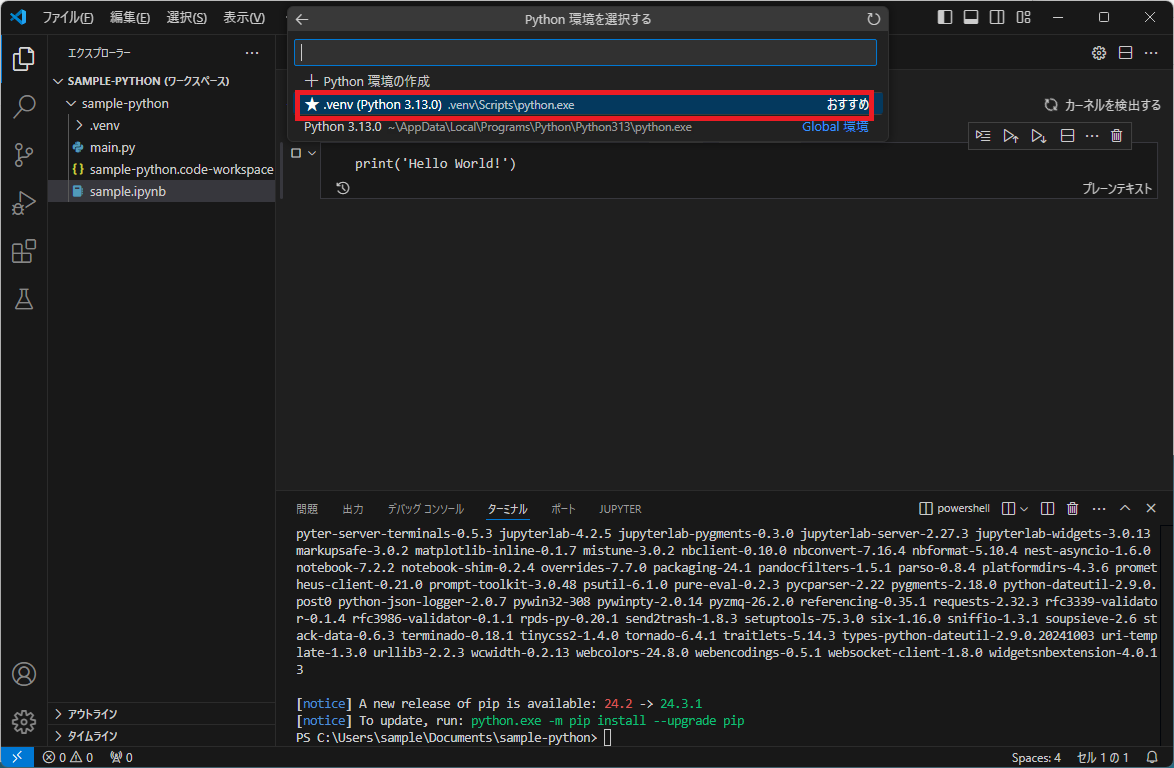 ファイル(F) 編集(E) 選択(S) 表示(V)
Python 環境を選択する
エクスプローラー
SAMPLE-PYTHON (ワークスペース)
sample-python
.venv
main.py
sample-python.code-workspace
sample.ipynb
Python 環境の作成
.venv (Python 3.13.0) .venv\Scripts\python.exe おすすめ
Python 3.13.0 ~\AppData\Local\Programs\Python\Python313\python.exe Global 環境
カーネルを検出する
print('Hello World!')
プレーンテキスト
問題 出力 デバッグ コンソール ターミナル ポート JUPYTER
powershell
pyter-server-terminals-0.5.3 jupyterlab-4.2.5 jupyterlab-pygments-0.3.0 jupyterlab-server-2.27.3 jupyterlab-widgets-3.0.13
markupsafe-3.0.2 matplotlib-inline-0.1.7 mistune-3.0.2 nbclient-0.10.0 nbconvert-7.16.4 nbformat-5.10.4 nest-asyncio-1.6.0
notebook-7.2.2 notebook-shim-0.2.4 overrides-7.7.0 packaging-24.1 pandocfilters-1.5.1 parso-0.8.4 platformdirs-4.3.6 promet
heus-client-0.21.0 prompt-toolkit-3.0.48 psutil-6.1.0 pure-eval-0.2.3 pycparser-2.22 pygments-2.18.0 python-dateutil-2.9.0.
post0 python-json-logger-2.0.7 pywin32-308 pywinpty-2.0.14 pyzmq-26.2.0 referencing-0.35.1 requests-2.32.3 rfc3339-validato
r-0.1.4 rfc3986-validator-0.1.1 rpds-py-0.20.1 send2trash-1.8.3 setuptools-75.3.0 six-1.16.0 sniffio-1.3.1 soupsieve-2.6 st
ack-data-0.6.3 terminado-0.18.1 tinycss2-1.4.0 tornado-6.4.1 traitlets-5.14.3 types-python-dateutil-2.9.0.20241003 uri-temp
late-1.3.0 urllib3-2.2.3 wcwidth-0.2.13 webcolors-24.8.0 webencodings-0.5.1 websocket-client-1.8.0 widgetsnbextension-4.0.1
3
[notice] A new release of pip is available: 24.2 -> 24.3.1
[notice] To update, run: python.exe -m pip install --upgrade pip
PS C:\Users\sample\Documents\sample-python>
アウトライン
タイムライン
0 0 0 Spaces: 4 セル 1 の 1